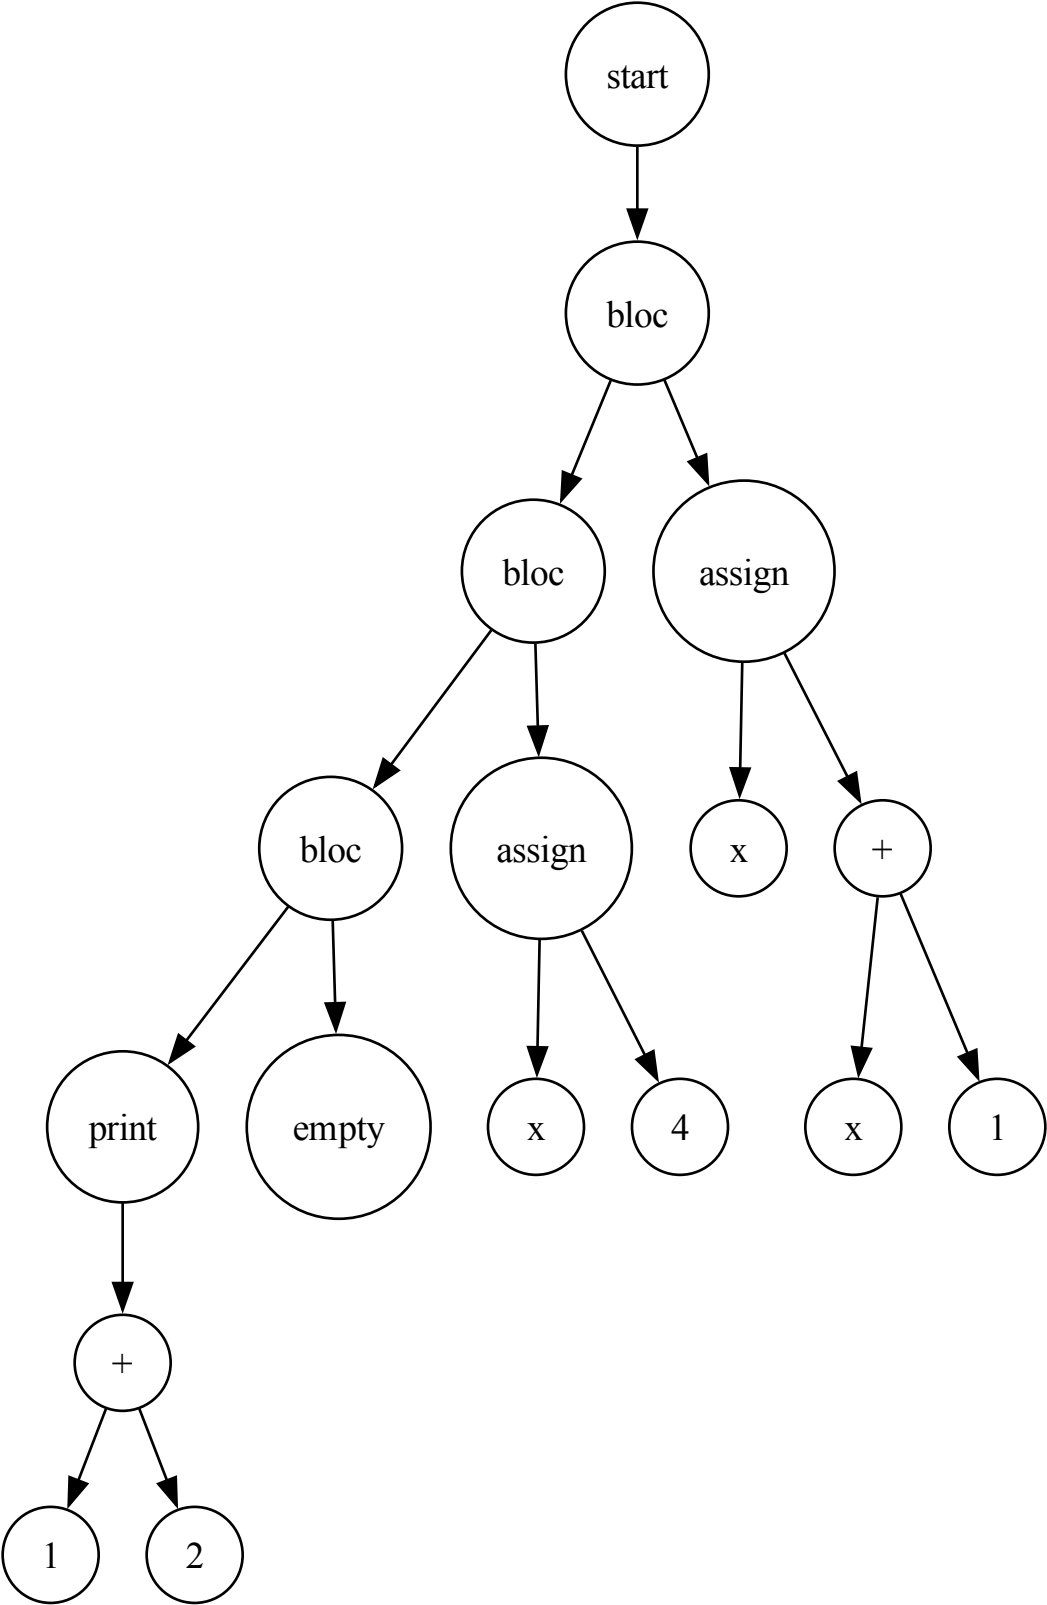 start
bloc
bloc
assign
bloc
assign
x
+
print
empty
x
4
x
1
+
1
2